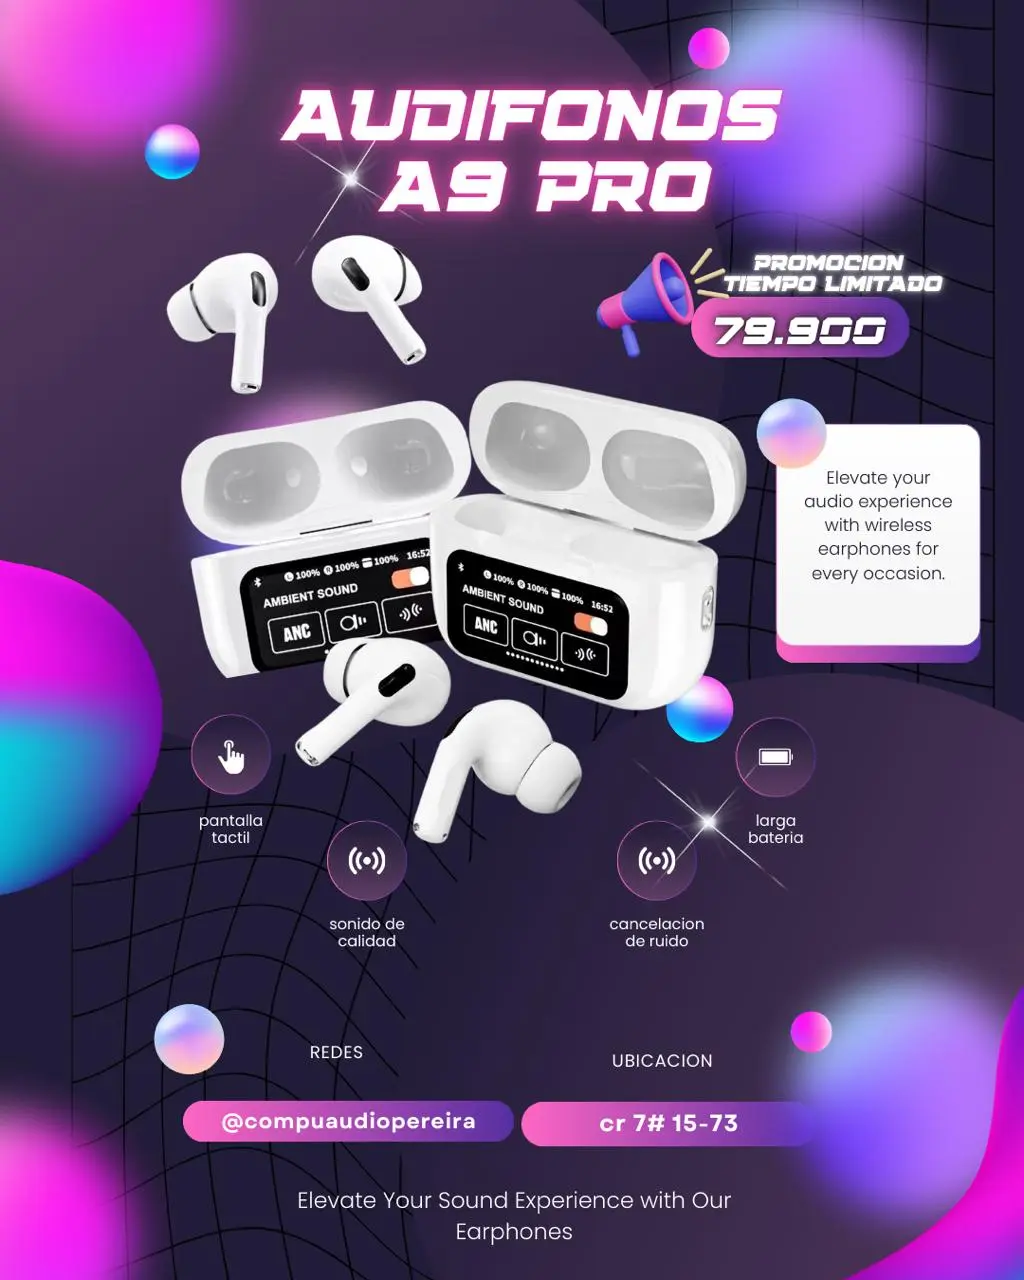 AUDIFONOS
A9 PRO
PROMOCION
TIEMPO LIMITADO
79.900
Elevate your
audio experience
with wireless
earphones for
every occasion.
L 100% R 100% 100% 16:52
AMBIENT SOUND
ANC
L 100% R 100% 100% 16:52
AMBIENT SOUND
ANC
pantalla
tactil
larga
bateria
sonido de
calidad
cancelacion
de ruido
REDES
UBICACION
@compuaudiopereira
cr 7# 15-73
Elevate Your Sound Experience with Our
Earphones